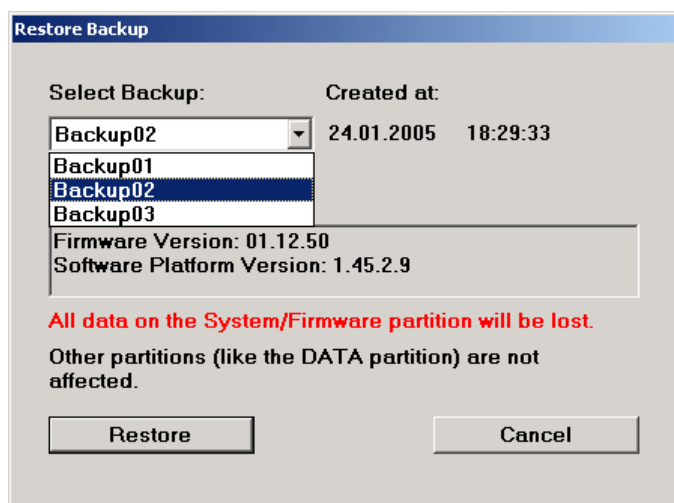 Restore Backup
Select Backup: Created at:
Backup02 24.01.2005 18:29:33
Backup01
Backup02
Backup03
Firmware Version: 01.12.50
Software Platform Version: 1.45.2.9
All data on the System/Firmware partition will be lost.
Other partitions (like the DATA partition) are not
affected.
Restore Cancel